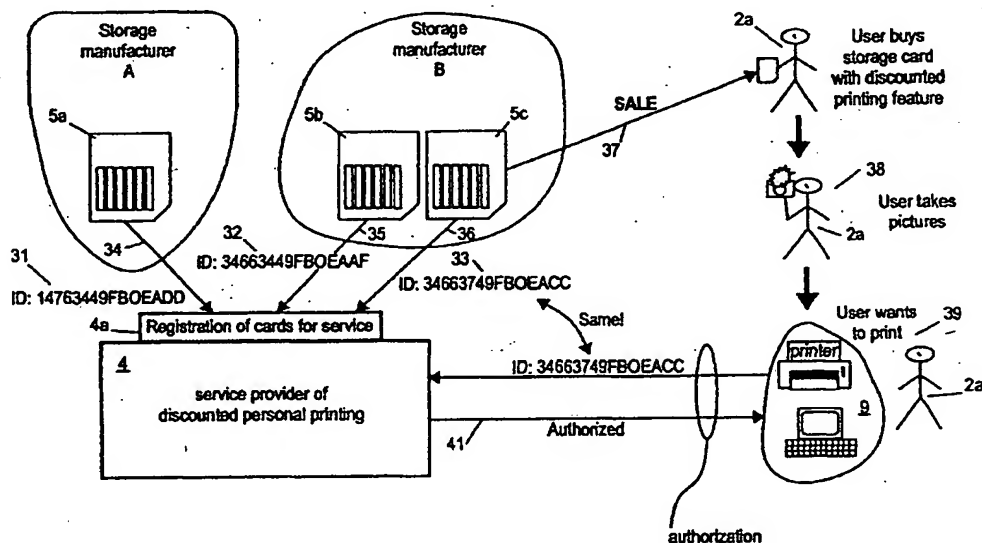 Storage
manufacturer
A
5a
Storage
manufacturer
B
5b
5c
SALE
37
2a
User buys
storage card
with discounted
printing feature
38
User takes
pictures
2a
34
35
36
31
ID: 14763449FBOEADD
32
ID: 34663449FBOEAAF
33
ID: 34663749FBOEACC
4a
Registration of cards for service
Same!
4
service provider of
discounted personal printing
ID: 34663749FBOEACC
41
Authorized
User wants
to print
39
printer
9
2a
authorization